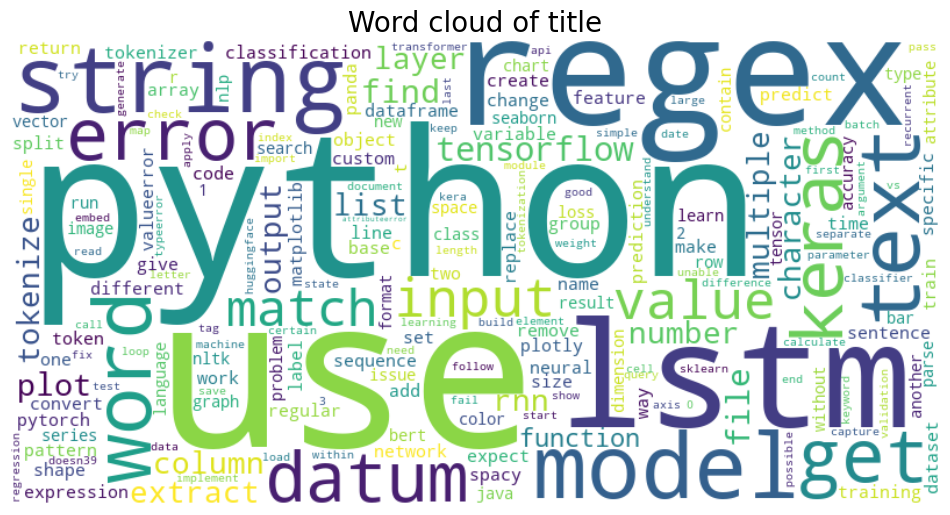 Word cloud of title
return
tokenizer
classification
string
regex
layer
transformer
api
pass
try
generate
r
array
nlp
panda
find
last
chart
create
contain
predict
count
type
attribute
vector
error
check
dataframe
change
feature
large
split
map
apply
index
import
search
object
new
keep
seaborn
variable
simple
date
method
batch
first
recurrent
single
code
1
custom
t
tensorflow
understand
multiple
character
argument
accuracy
vs
text
specific
python
run
image
embed
read
valueerror
typeerror
letter
output
matplotlib
huggingface
document
list
attributeerror
line
base
c
kera
space
class
length
module
tokenization
good
loss
group
weight
replace
prediction
learn
2
make
row
tensor
keras
time
separate
parameter
classifier
train
tokenize
give
different
state
match
format
two
input
name
result
unable
value
difference
bar
sentence
calculate
word
call
token
one
fix
test
loop
language
tag
machine
nltk
work
save
graph
use
certain
problem
label
learning
set
sequence
issue
add
3
regular
need
build
follow
fail
element
remove
plotly
neural
size
show
start
color
rnn
lstm
number
dimension
query
way
axis
0
sklearn
cell
file
end
without
keyword
validation
another
parse
plot
convert
pytorch
series
pattern
doesn39
shape
regression
expression
data
column
implement
extract
load
within
datum
bert
network
expect
spacy
java
function
model
possible
capture
get
training
dataset